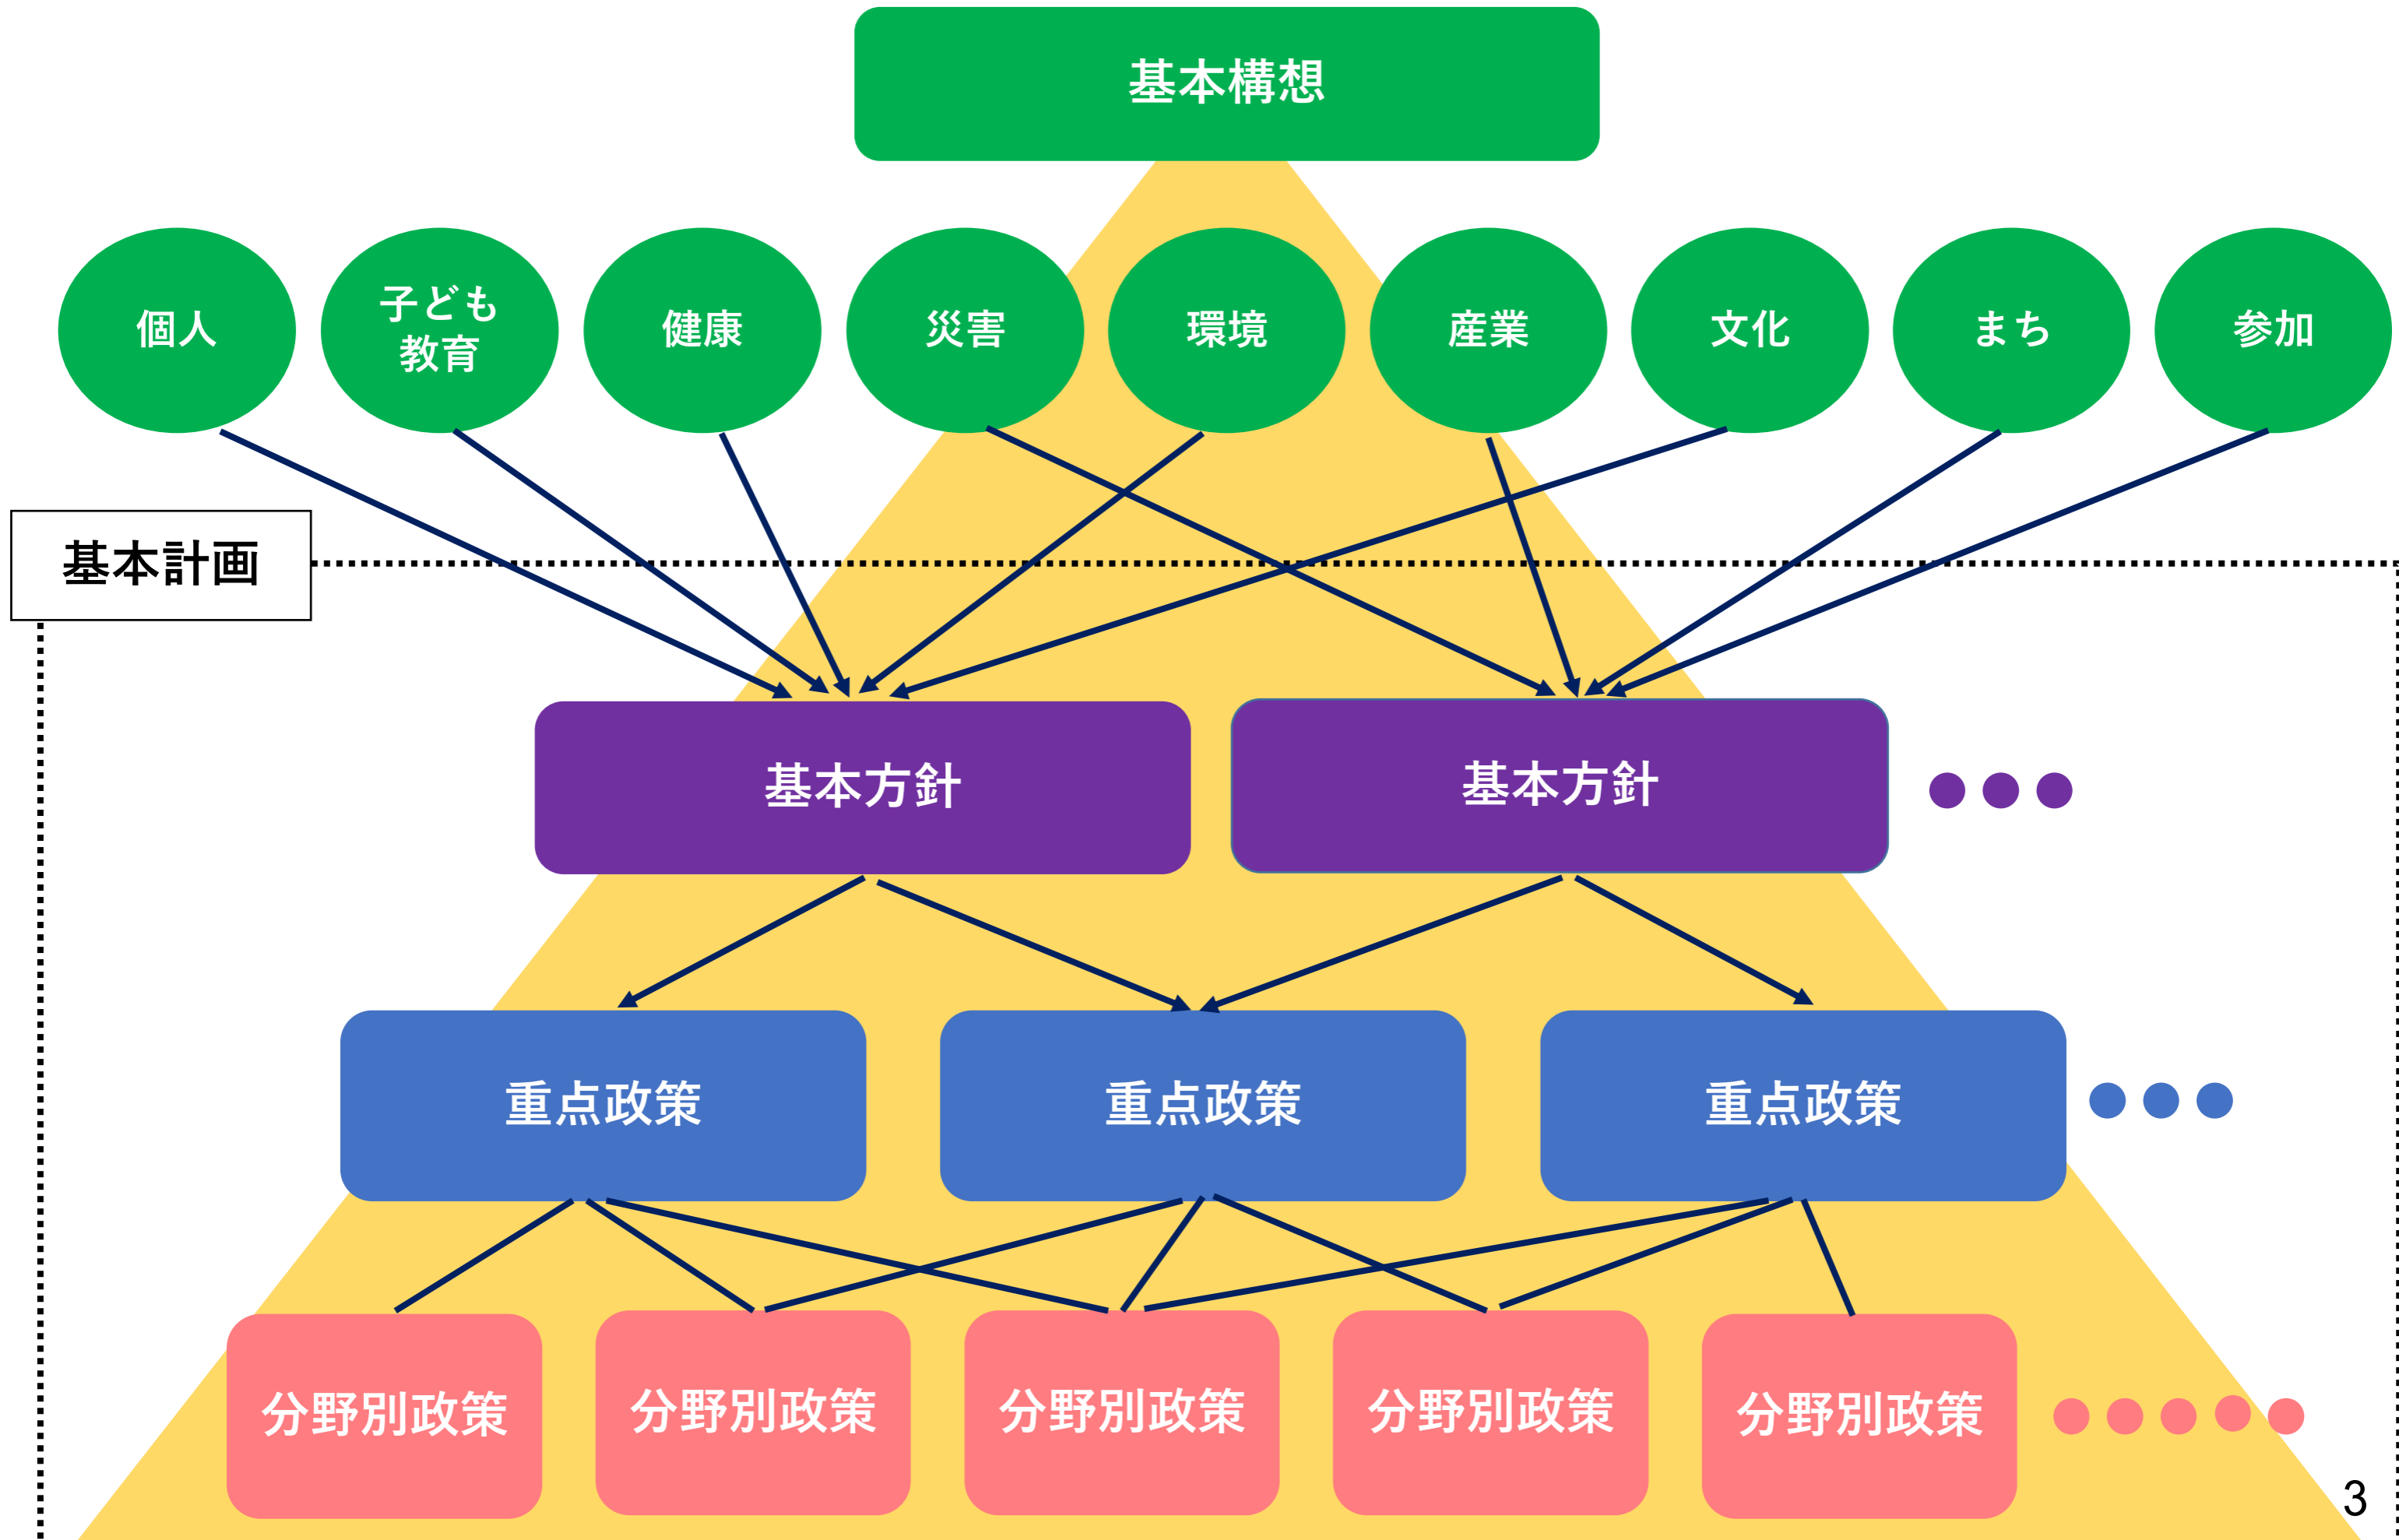 基本構想
個人
子ども
教育
健康
災害
環境
産業
文化
まち
参加
基本計画
基本方針
基本方針
重点政策
重点政策
重点政策
分野別政策
分野別政策
分野別政策
分野別政策
分野別政策
3